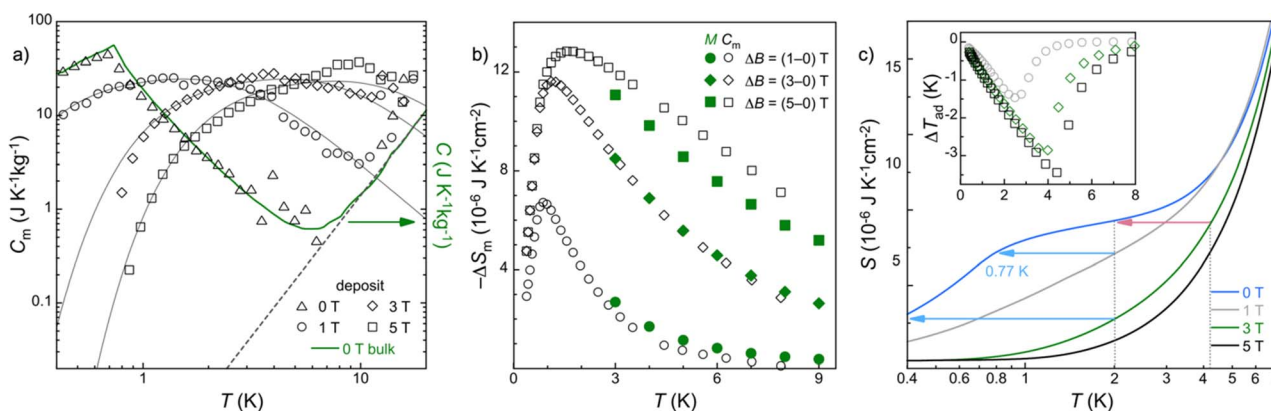 a)
100
10
1
0.1
C_m (J K⁻¹kg⁻¹)
C (J K⁻¹kg⁻¹)
deposit
0 T
3 T
1 T
5 T
0 T bulk
1
10
T (K)
b)
12
9
6
3
−ΔS_m (10⁻⁶ J K⁻¹cm⁻²)
M C_m
ΔB = (1–0) T
ΔB = (3–0) T
ΔB = (5–0) T
0
3
6
9
T (K)
c)
15
10
5
S (10⁻⁶ J K⁻¹cm⁻²)
0
-1
-2
-3
ΔT_ad (K)
0 2 4 6 8
T (K)
0.77 K
0 T
1 T
3 T
5 T
0.4 0.6 0.8 1 2 3 4 5 6
T (K)